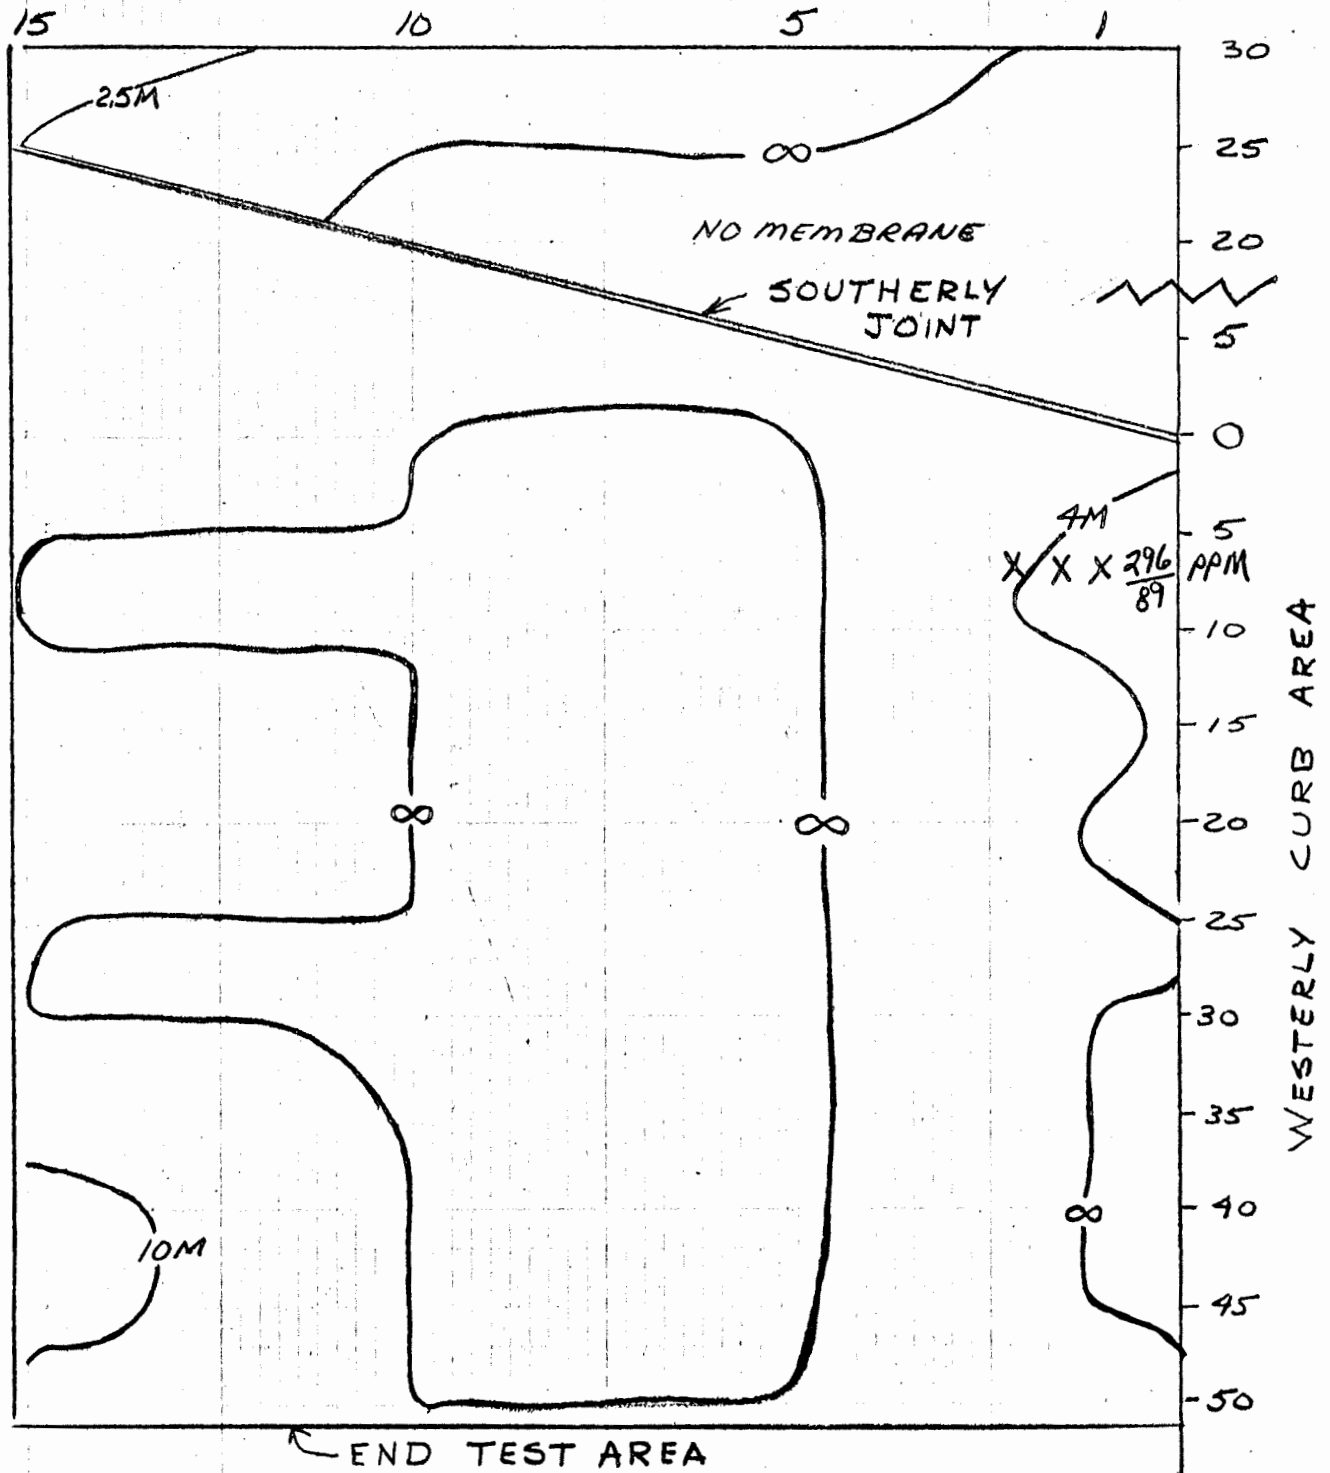 15 10 5 1
30
2.5M
25
∞
NO MEMBRANE
20
SOUTHERLY
JOINT
5
0
4M
5
X X X 296/89 PPM
10
15
∞
∞
20
25
30
35
∞
40
10M
45
50
END TEST AREA
WESTERLY CURB AREA